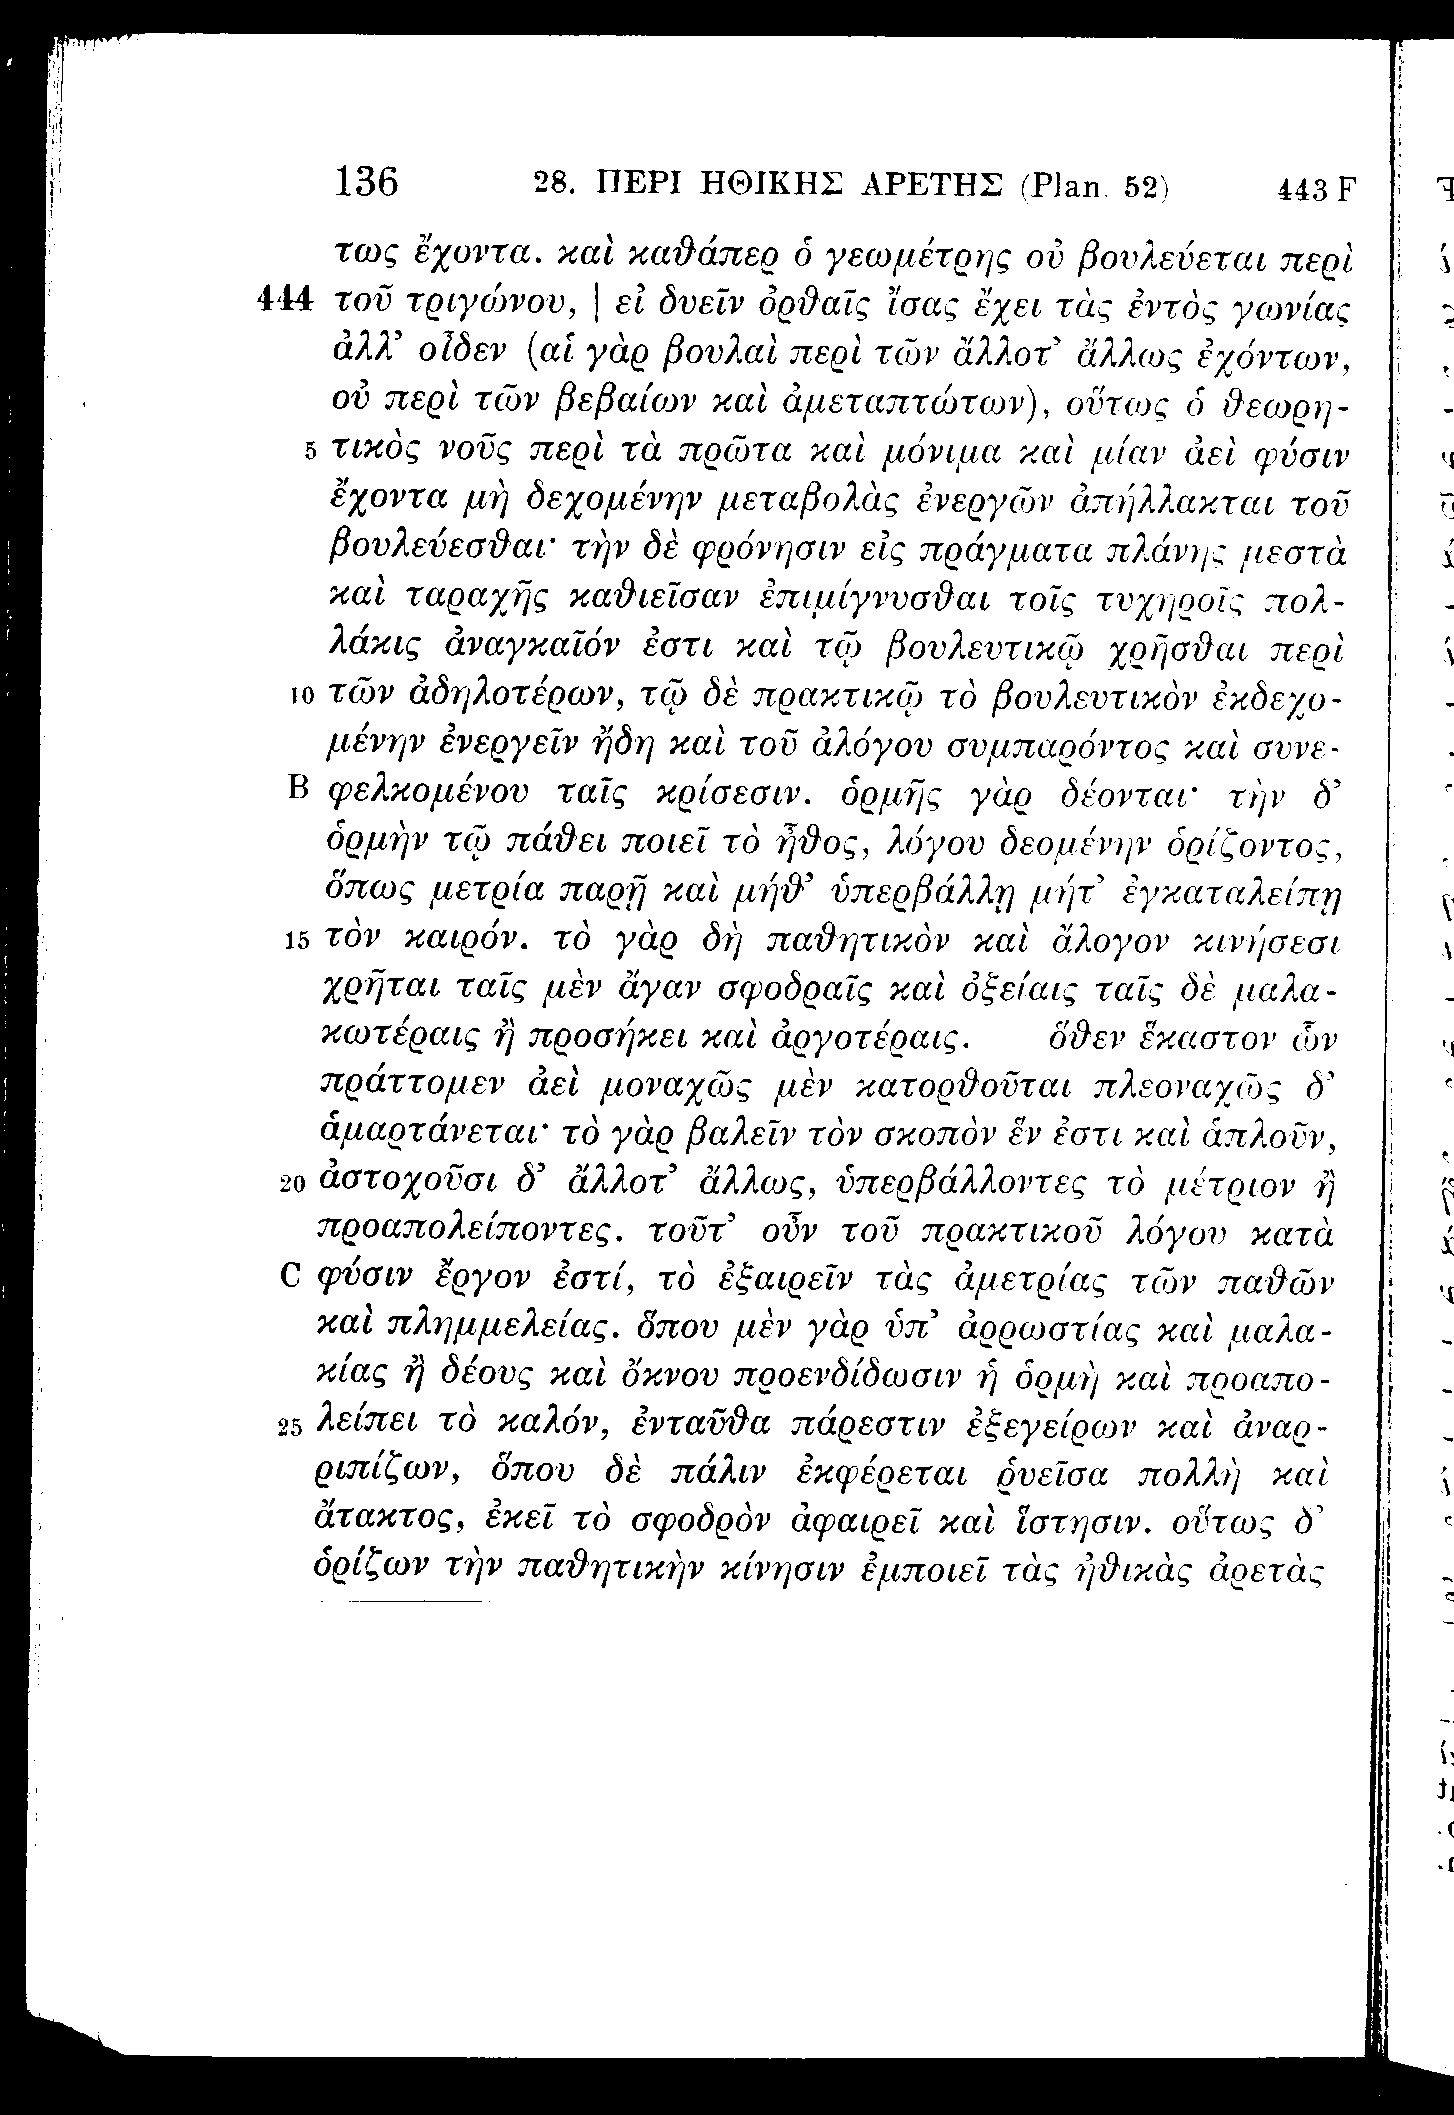 136 28. ΠΕΡΙ ΗΘΙΚΗΣ ΑΡΕΤΗΣ (Plan. 52) 443 F
τως ἔχοντα. καὶ καθάπερ ὁ γεωμέτρης οὐ βουλεύεται περὶ
444 τοῦ τριγώνου, | εἰ δυεῖν ὀρθαῖς ἴσας ἔχει τὰς ἐντὸς γωνίας
ἀλλ’ οἶδεν (αἱ γὰρ βουλαὶ περὶ τῶν ἄλλοτ’ ἄλλως ἐχόντων,
οὐ περὶ τῶν βεβαίων καὶ ἀμεταπτώτων), οὕτως ὁ θεωρη-
5 τικὸς νοῦς περὶ τὰ πρῶτα καὶ μόνιμα καὶ μίαν ἀεὶ φύσιν
ἔχοντα μὴ δεχομένην μεταβολὰς ἐνεργῶν ἀπήλλακται τοῦ
βουλεύεσθαι· τὴν δὲ φρόνησιν εἰς πράγματα πλάνης μεστὰ
καὶ ταραχῆς καθιεῖσαν ἐπιμίγνυσθαι τοῖς τυχηροῖς πολ-
λάκις ἀναγκαῖόν ἐστι καὶ τῷ βουλευτικῷ χρῆσθαι περὶ
10 τῶν ἀδηλοτέρων, τῷ δὲ πρακτικῷ τὸ βουλευτικὸν ἐκδεχο-
μένην ἐνεργεῖν ἤδη καὶ τοῦ ἀλόγου συμπαρόντος καὶ συνε-
B φελκομένου ταῖς κρίσεσιν. ὁρμῆς γὰρ δέονται· τὴν δ’
ὁρμὴν τῷ πάθει ποιεῖ τὸ ἦθος, λόγου δεομένην ὁρίζοντος,
ὅπως μετρία παρῇ καὶ μήθ’ ὑπερβάλλῃ μήτ’ ἐγκαταλείπῃ
15 τὸν καιρόν. τὸ γὰρ δὴ παθητικὸν καὶ ἄλογον κινήσεσι
χρῆται ταῖς μὲν ἄγαν σφοδραῖς καὶ ὀξείαις ταῖς δὲ μαλα-
κωτέραις ἢ προσήκει καὶ ἀργοτέραις. ὅθεν ἕκαστον ὧν
πράττομεν ἀεὶ μοναχῶς μὲν κατορθοῦται πλεοναχῶς δ’
ἁμαρτάνεται· τὸ γὰρ βαλεῖν τὸν σκοπὸν ἕν ἐστι καὶ ἁπλοῦν,
20 ἀστοχοῦσι δ’ ἄλλοτ’ ἄλλως, ὑπερβάλλοντες τὸ μέτριον ἢ
προαπολείποντες. τοῦτ’ οὖν τοῦ πρακτικοῦ λόγου κατὰ
C φύσιν ἔργον ἐστί, τὸ ἐξαιρεῖν τὰς ἀμετρίας τῶν παθῶν
καὶ πλημμελείας. ὅπου μὲν γὰρ ὑπ’ ἀρρωστίας καὶ μαλα-
κίας ἢ δέους καὶ ὄκνου προενδίδωσιν ἡ ὁρμὴ καὶ προαπο-
25 λείπει τὸ καλόν, ἐνταῦθα πάρεστιν ἐξεγείρων καὶ ἀναρ-
ριπίζων, ὅπου δὲ πάλιν ἐκφέρεται ῥυεῖσα πολλὴ καὶ
ἄτακτος, ἐκεῖ τὸ σφοδρὸν ἀφαιρεῖ καὶ ἵστησιν. οὕτως δ’
ὁρίζων τὴν παθητικὴν κίνησιν ἐμποιεῖ τὰς ἠθικὰς ἀρετὰς